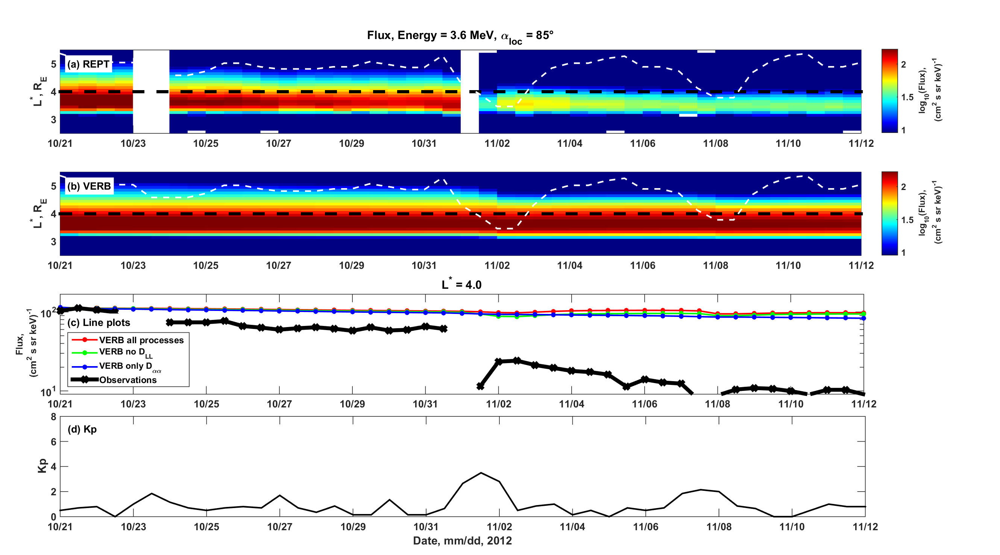 Flux, Energy = 3.6 MeV, α_loc = 85°
(a) REPT
L*, R_E
5
4
3
10/21 10/23 10/25 10/27 10/29 10/31 11/02 11/04 11/06 11/08 11/10 11/12
2
1.5
1
log10(Flux),
(cm² s sr keV)⁻¹
(b) VERB
L*, R_E
5
4
3
10/21 10/23 10/25 10/27 10/29 10/31 11/02 11/04 11/06 11/08 11/10 11/12
2
1.5
1
log10(Flux),
(cm² s sr keV)⁻¹
L* = 4.0
Flux,
(cm² s sr keV)⁻¹
10²
10¹
(c) Line plots
VERB all processes
VERB no D_LL
VERB only D_αα
Observations
10/21 10/23 10/25 10/27 10/29 10/31 11/02 11/04 11/06 11/08 11/10 11/12
(d) Kp
Kp
8
6
4
2
0
10/21 10/23 10/25 10/27 10/29 10/31 11/02 11/04 11/06 11/08 11/10 11/12
Date, mm/dd, 2012